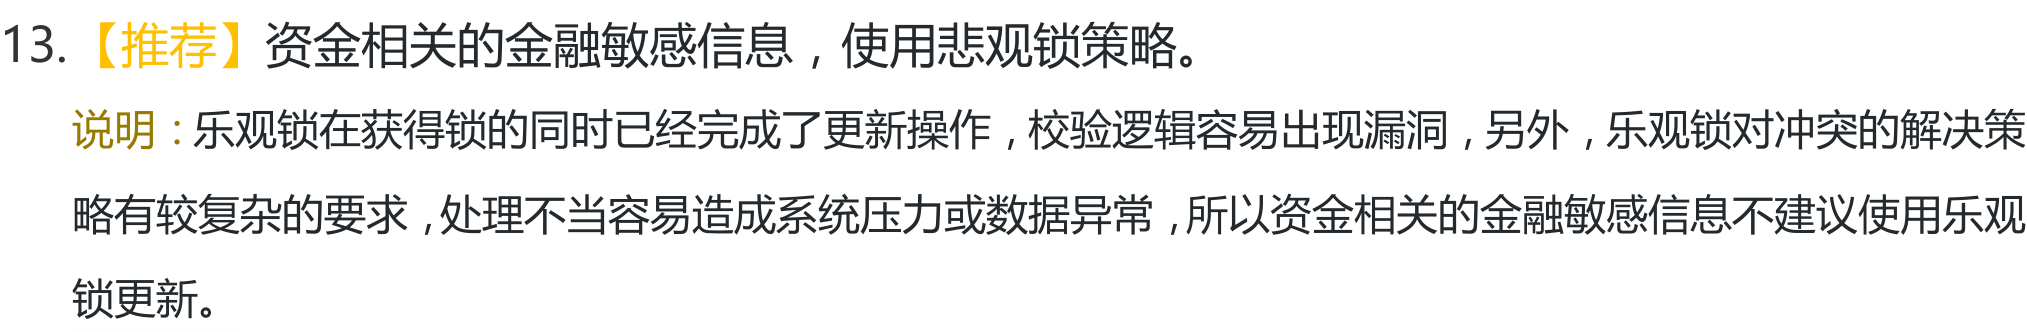 13.【推荐】资金相关的金融敏感信息，使用悲观锁策略。
说明：乐观锁在获得锁的同时已经完成了更新操作，校验逻辑容易出现漏洞，另外，乐观锁对冲突的解决策
略有较复杂的要求，处理不当容易造成系统压力或数据异常，所以资金相关的金融敏感信息不建议使用乐观
锁更新。